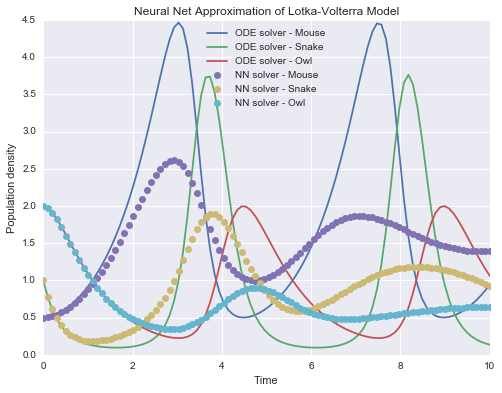 Neural Net Approximation of Lotka-Volterra Model
4.5
4.0
3.5
3.0
2.5
2.0
1.5
1.0
0.5
0.0
Population density
ODE solver - Mouse
ODE solver - Snake
ODE solver - Owl
NN solver - Mouse
NN solver - Snake
NN solver - Owl
0 2 4 6 8 10
Time